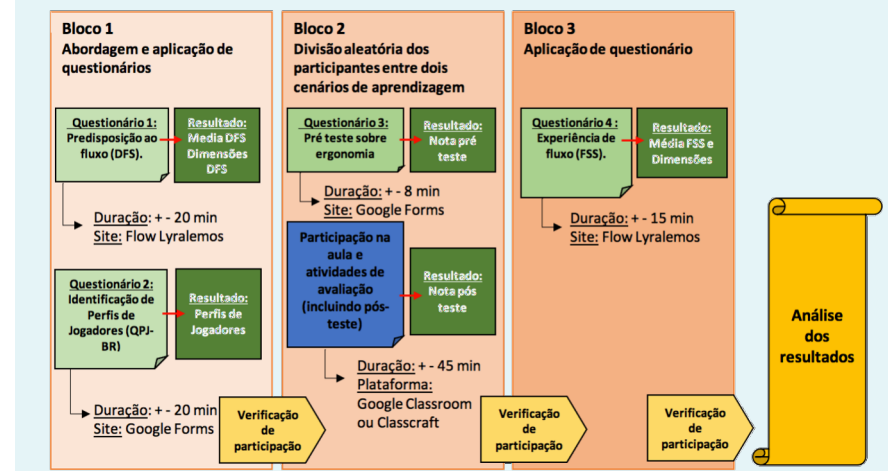 Bloco 1
Abordagem e aplicação de
questionários
Questionário 1:
Predisposição ao
fluxo (DFS).
Resultado:
Media DFS
Dimensões
DFS
Duração: + - 20 min
Site: Flow Lyralemos
Questionário 2:
Identificação de
Perfis de
Jogadores (QPJ-
BR)
Resultado:
Perfis de
Jogadores
Duração: + - 20 min
Site: Google Forms
Verificação
de
participação
Bloco 2
Divisão aleatória dos
participantes entre dois
cenários de aprendizagem
Questionário 3:
Pré teste sobre
ergonomia
Resultado:
Nota pré
teste
Duração: + - 8 min
Site: Google Forms
Participação na
aula e
atividades de
avaliação
(incluindo pós-
teste)
Resultado:
Nota pós
teste
Duração: + - 45 min
Plataforma:
Google Classroom
ou Classcraft
Verificação
de
participação
Bloco 3
Aplicação de questionário
Questionário 4 :
Experiência de
fluxo (FSS).
Resultado:
Média FSS e
Dimensões
Duração: + - 15 min
Site: Flow Lyralemos
Verificação
de
participação
Análise
dos
resultados